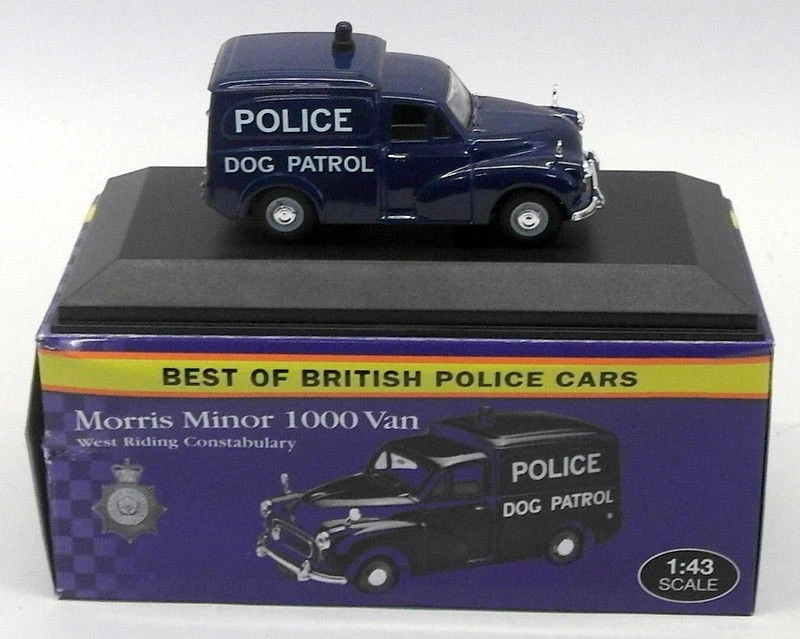 POLICE
DOG PATROL
BEST OF BRITISH POLICE CARS
Morris Minor 1000 Van
West Riding Constabulary
POLICE
DOG PATROL
1:43
SCALE